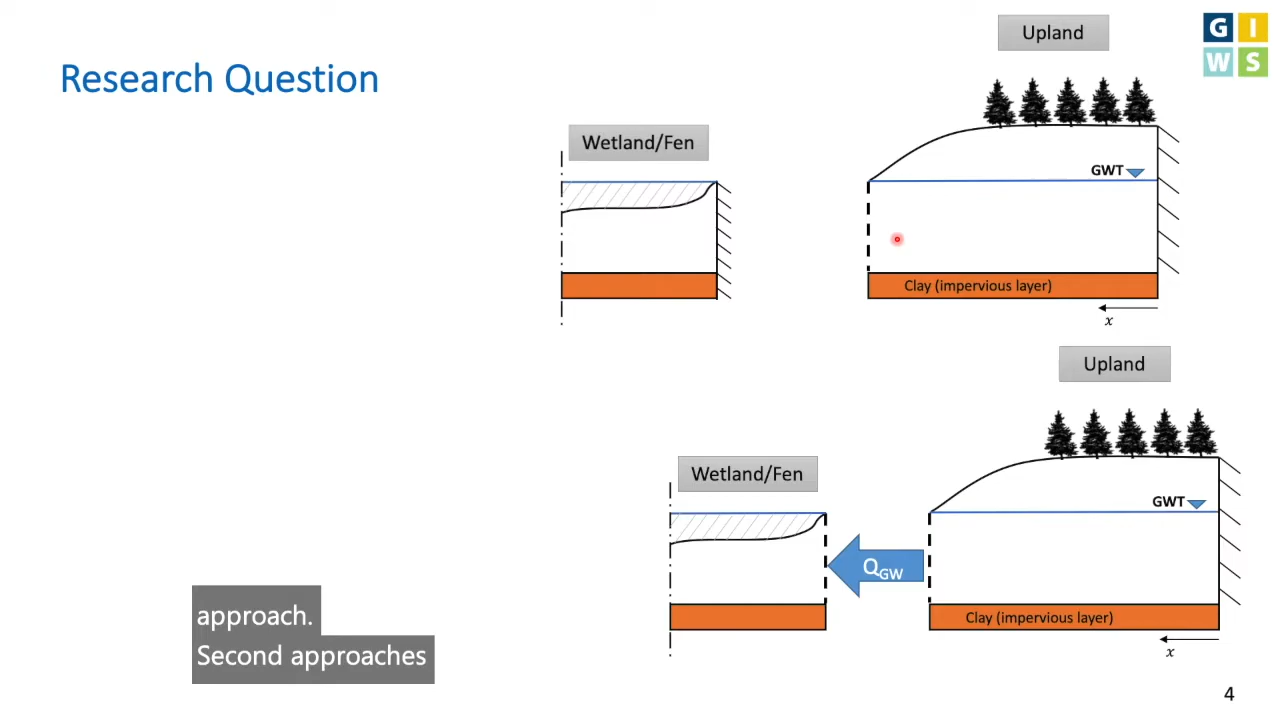 Upland
G I
W S
Research Question
Wetland/Fen
GWT
Clay (impervious layer)
x
Upland
Wetland/Fen
GWT
QGW
Clay (impervious layer)
x
approach.
Second approaches
4